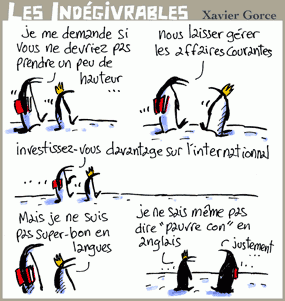 LES INDÉGIVRABLES
Xavier Gorce
je me demande si
vous ne devriez pas
prendre un peu de
hauteur...
nous laisser gérer
les affaires courantes
investissez-vous davantage sur l'international
Mais je ne suis
pas super-bon en
langues
je ne sais même pas
dire "pauvre con" en
anglais
justement...